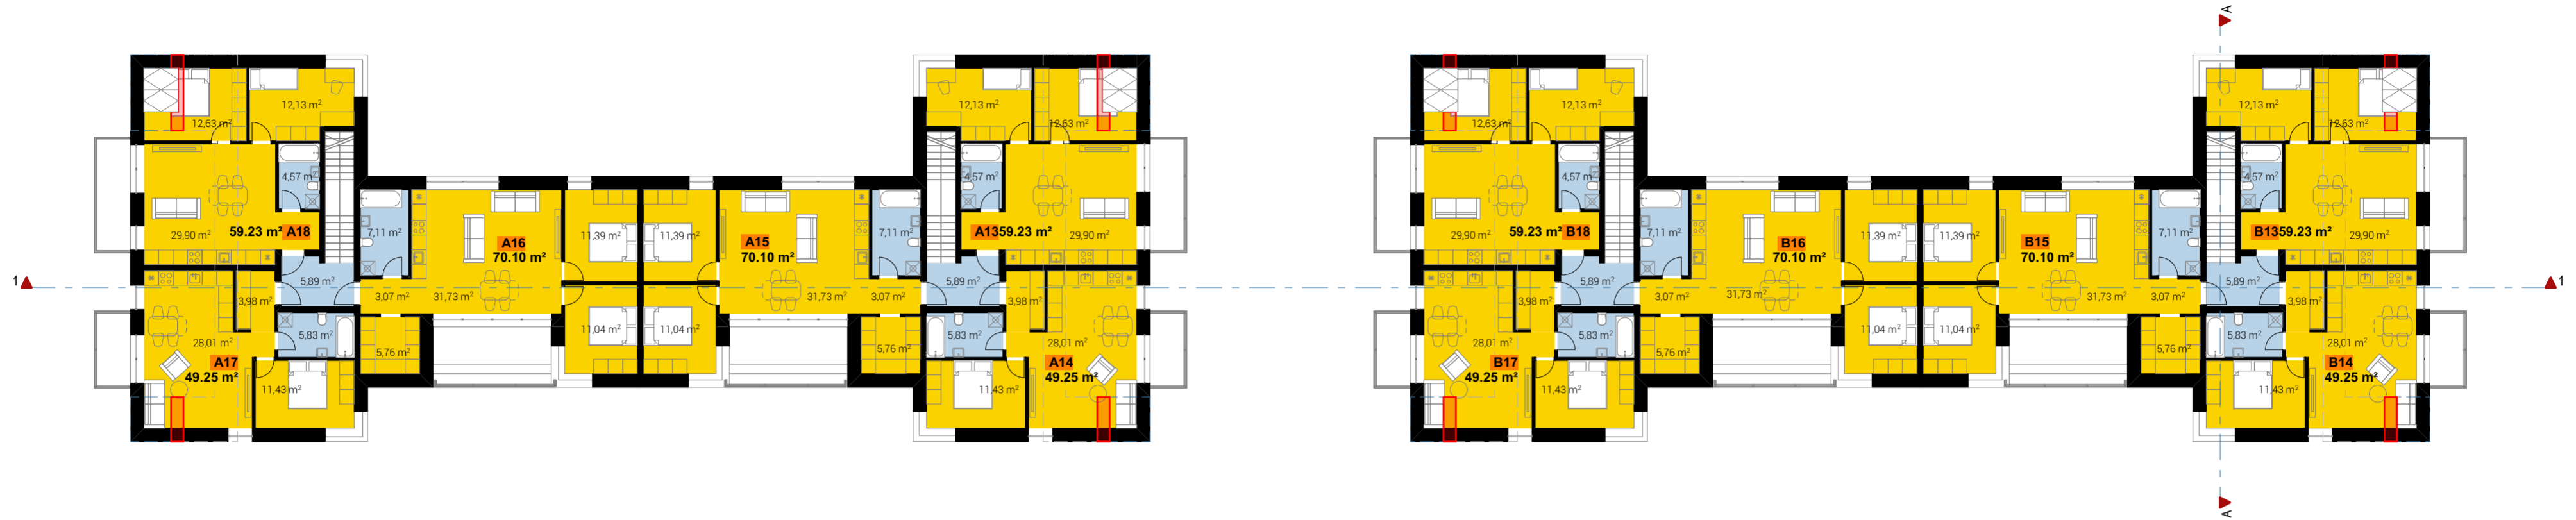 A
12,63 m²
12,13 m²
4,57 m²
29,90 m²
59.23 m² A18
7,11 m²
A16
70.10 m²
11,39 m²
11,39 m²
A15
70.10 m²
7,11 m²
12,13 m²
12,63 m²
4,57 m²
A13 59.23 m²
29,90 m²
1
3,98 m²
5,89 m²
3,07 m²
31,73 m²
11,04 m²
11,04 m²
31,73 m²
3,07 m²
5,89 m²
3,98 m²
28,01 m²
A17
49.25 m²
5,83 m²
11,43 m²
5,76 m²
5,76 m²
5,83 m²
11,43 m²
28,01 m²
A14
49.25 m²
12,63 m²
12,13 m²
4,57 m²
29,90 m²
59.23 m² B18
7,11 m²
B16
70.10 m²
11,39 m²
11,39 m²
B15
70.10 m²
7,11 m²
12,13 m²
12,63 m²
4,57 m²
B13 59.23 m²
29,90 m²
3,98 m²
5,89 m²
3,07 m²
31,73 m²
11,04 m²
11,04 m²
31,73 m²
3,07 m²
5,89 m²
3,98 m²
1
28,01 m²
B17
49.25 m²
5,83 m²
11,43 m²
5,76 m²
5,76 m²
5,83 m²
11,43 m²
28,01 m²
B14
49.25 m²
A